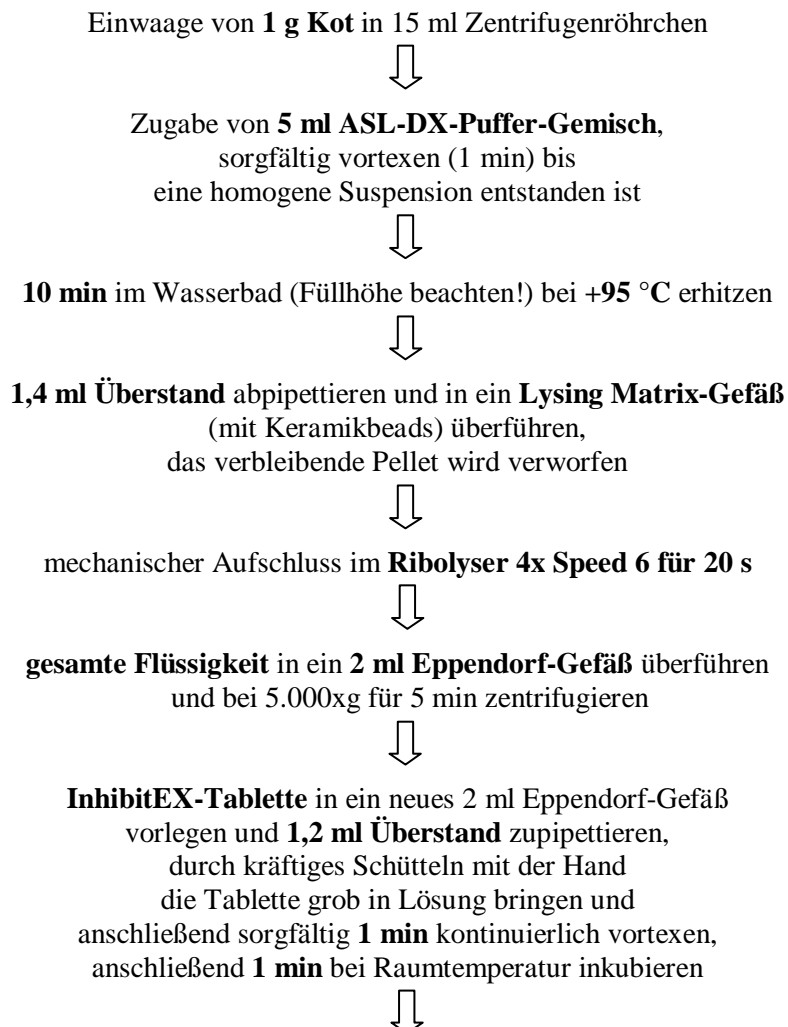 Einwaage von 1 g Kot in 15 ml Zentrifugenröhrchen
Zugabe von 5 ml ASL-DX-Puffer-Gemisch,
sorgfältig vortexen (1 min) bis
eine homogene Suspension entstanden ist
10 min im Wasserbad (Füllhöhe beachten!) bei +95 °C erhitzen
1,4 ml Überstand abpipettieren und in ein Lysing Matrix-Gefäß
(mit Keramikbeads) überführen,
das verbleibende Pellet wird verworfen
mechanischer Aufschluss im Ribolyser 4x Speed 6 für 20 s
gesamte Flüssigkeit in ein 2 ml Eppendorf-Gefäß überführen
und bei 5.000xg für 5 min zentrifugieren
InhibitEX-Tablette in ein neues 2 ml Eppendorf-Gefäß
vorlegen und 1,2 ml Überstand zupipettieren,
durch kräftiges Schütteln mit der Hand
die Tablette grob in Lösung bringen und
anschließend sorgfältig 1 min kontinuierlich vortexen,
anschließend 1 min bei Raumtemperatur inkubieren